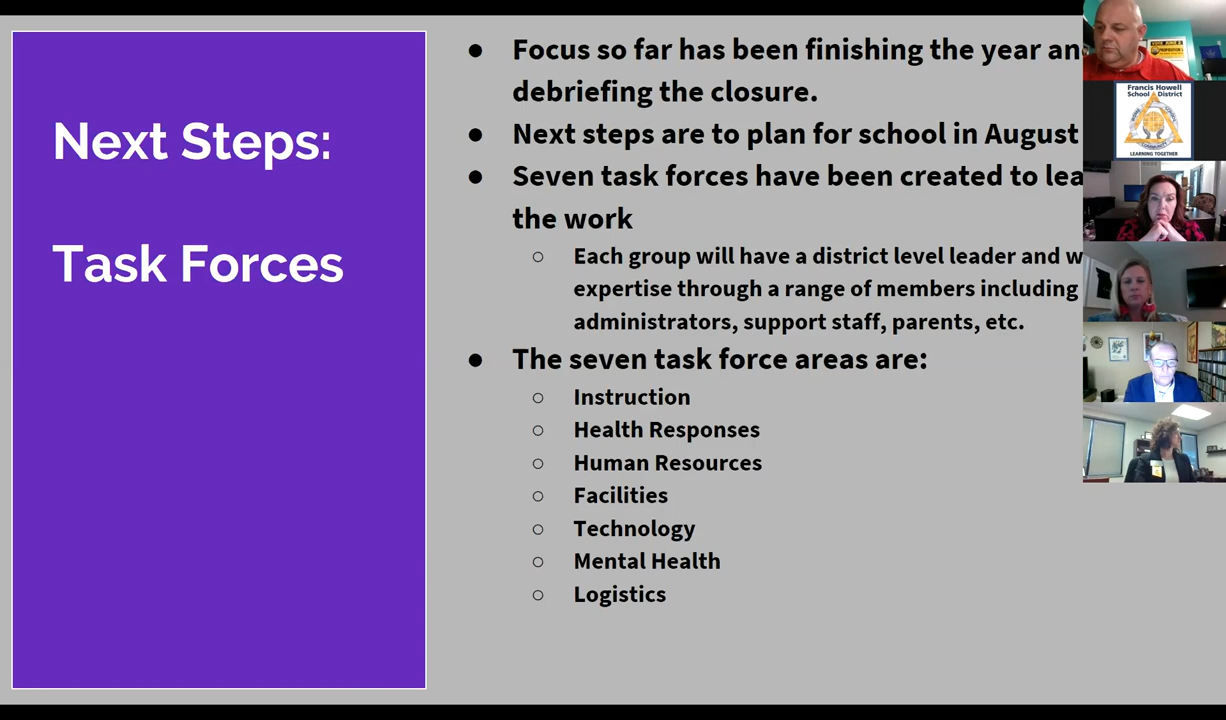 Next Steps:
Task Forces
● Focus so far has been finishing the year an
debriefing the closure.
● Next steps are to plan for school in August
● Seven task forces have been created to lea
the work
○ Each group will have a district level leader and w
expertise through a range of members including
administrators, support staff, parents, etc.
● The seven task force areas are:
○ Instruction
○ Health Responses
○ Human Resources
○ Facilities
○ Technology
○ Mental Health
○ Logistics
VOTE JUNE 2
Francis Howell
School District
COMMUNITY
LEARNING TOGETHER